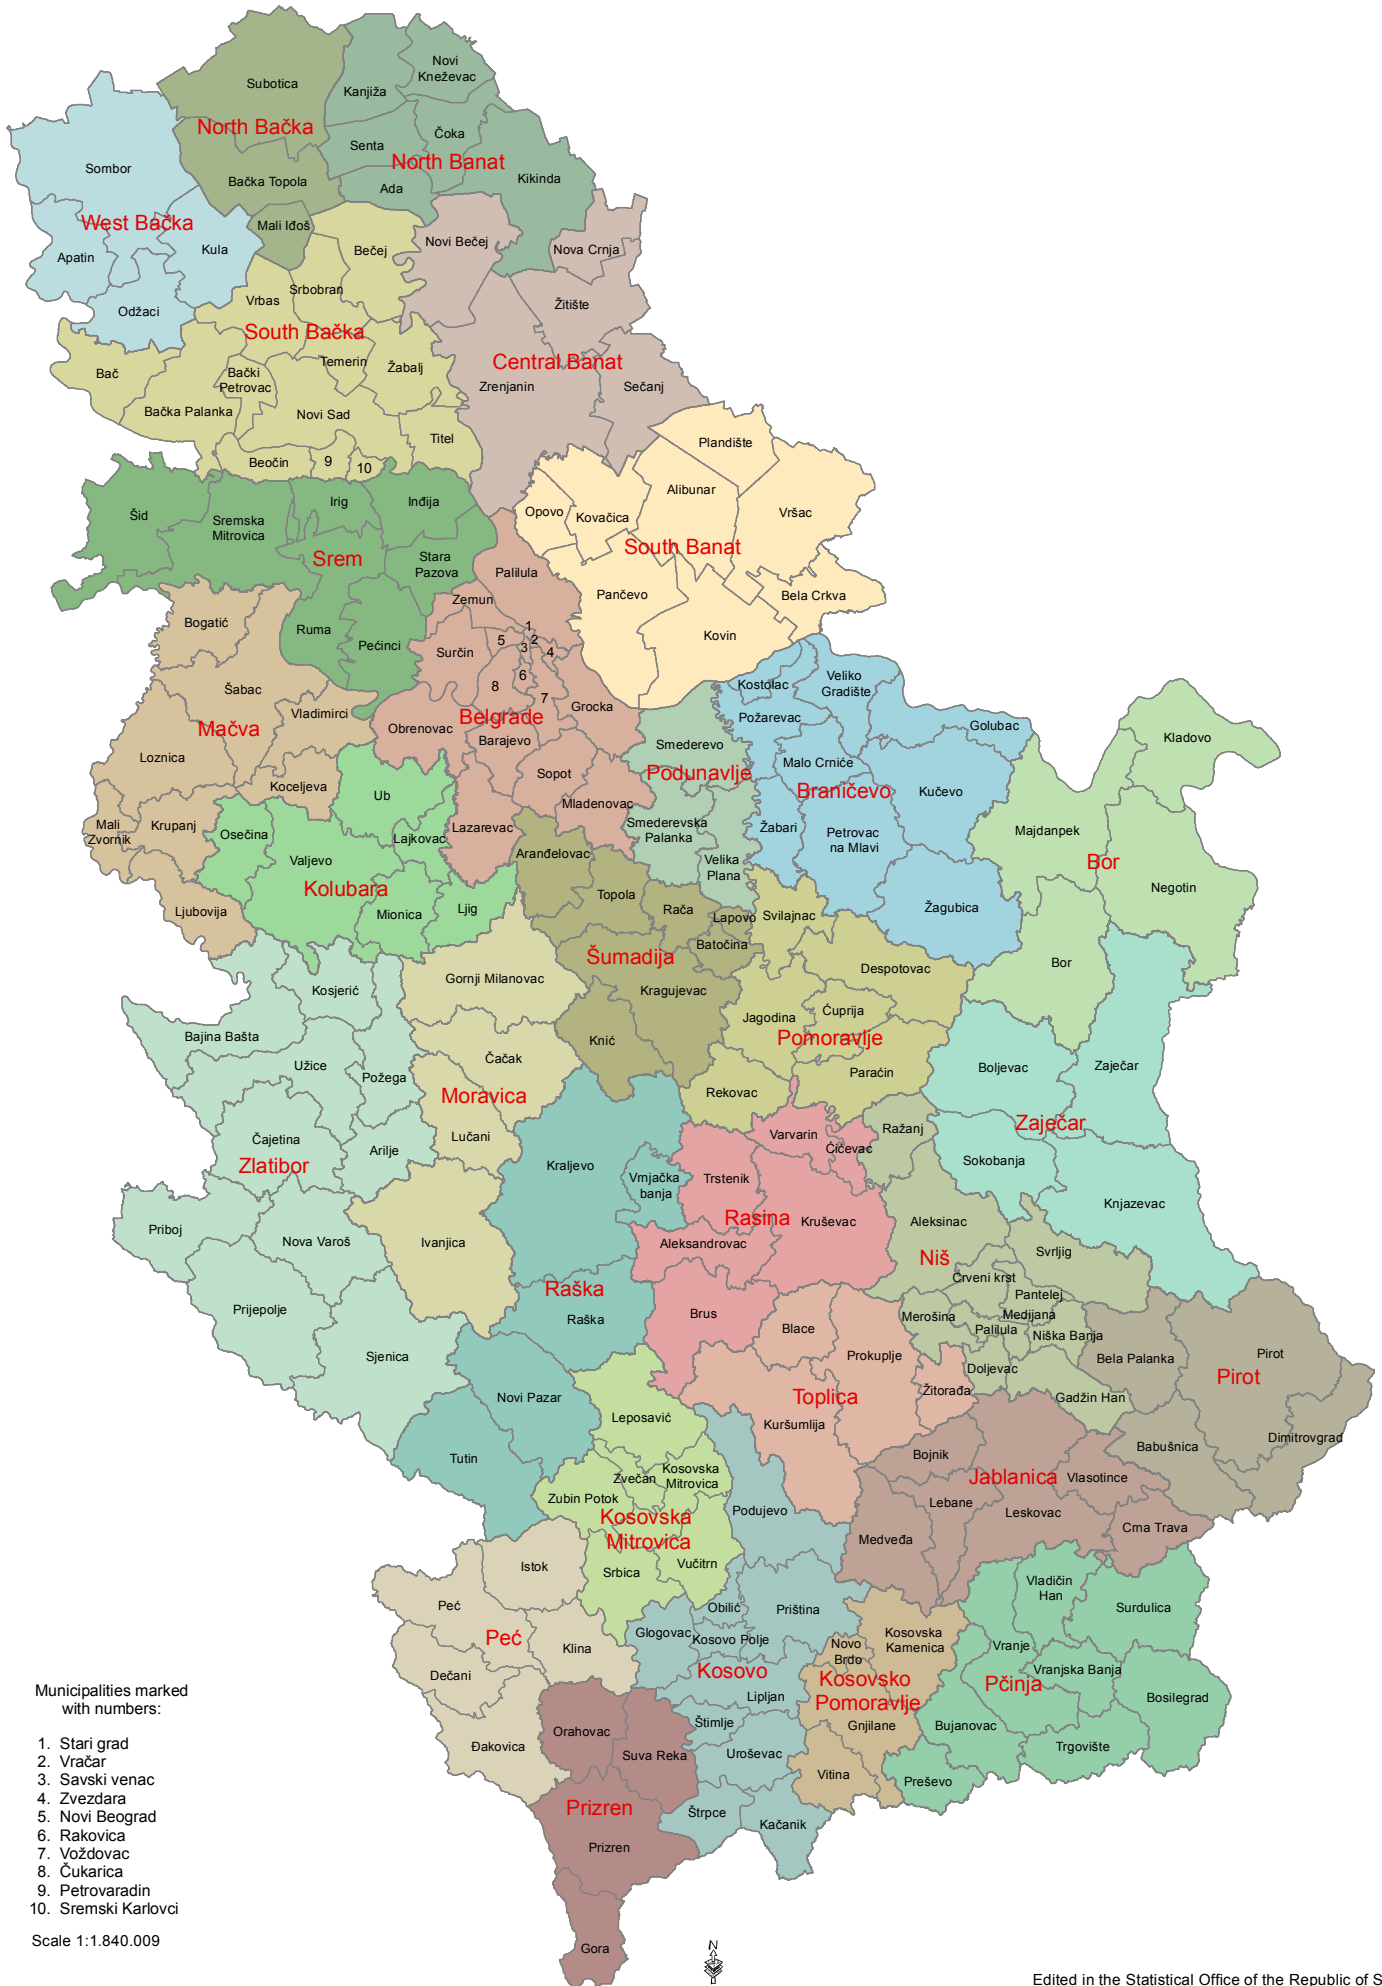 Subotica
Kanjiža
Novi
Kneževac
North Bačka
Senta
Čoka
North Banat
Sombor
Bačka Topola
Ada
Kikinda
West Bačka
Mali Iđoš
Apatin
Kula
Bečej
Novi Bečej
Nova Crnja
Odžaci
Vrbas
Srbobran
Žitište
South Bačka
Bač
Bački
Petrovac
Temerin
Žabalj
Central Banat
Zrenjanin
Sečanj
Bačka Palanka
Novi Sad
Titel
Plandište
Beočin
9
10
Alibunar
Šid
Sremska
Mitrovica
Irig
Inđija
Opovo
Kovačica
Vršac
Srem
Stara
Pazova
South Banat
Palilula
Zemun
Pančevo
Bela Crkva
Bogatić
Ruma
Pećinci
Surčin
1
2
5
3
4
6
8
7
Kovin
Šabac
Vladimirci
Mačva
Obrenovac
Belgrade
Grocka
Barajevo
Kostolac
Veliko
Gradište
Požarevac
Golubac
Kladovo
Loznica
Koceljeva
Ub
Sopot
Smederevo
Podunavlje
Malo Crniće
Braničevo
Kučevo
Mladenovac
Mali
Zvornik
Krupanj
Osečina
Lajkovac
Lazarevac
Smederevska
Palanka
Žabari
Petrovac
na Mlavi
Majdanpek
Valjevo
Kolubara
Aranđelovac
Velika
Plana
Bor
Negotin
Ljubovija
Mionica
Ljig
Topola
Rača
Lapovo
Svilajnac
Žagubica
Batočina
Šumadija
Gornji Milanovac
Kosjerić
Kragujevac
Despotovac
Bor
Bajina Bašta
Užice
Požega
Čačak
Knić
Jagodina
Ćuprija
Pomoravlje
Paraćin
Boljevac
Zaječar
Moravica
Rekovac
Lučani
Varvarin
Ćićevac
Ražanj
Zaječar
Čajetina
Arilje
Zlatibor
Kraljevo
Vrnjačka
banja
Trstenik
Sokobanja
Knjazevac
Priboj
Nova Varoš
Ivanjica
Rasina
Kruševac
Aleksandrovac
Aleksinac
Niš
Svrljig
Crveni krst
Pantelej
Prijepolje
Raška
Raška
Brus
Blace
Merošina
Medijana
Palilula
Niška Banja
Sjenica
Prokuplje
Doljevac
Bela Palanka
Pirot
Pirot
Novi Pazar
Toplica
Žitorađa
Gadžin Han
Leposavić
Kuršumlija
Dimitrovgrad
Babušnica
Tutin
Zvečan
Kosovska
Mitrovica
Bojnik
Jablanica
Vlasotince
Zubin Potok
Kosovska
Mitrovica
Podujevo
Lebane
Leskovac
Crna Trava
Medveđa
Istok
Srbica
Vučitrn
Peć
Obilić
Priština
Vladičin
Han
Surdulica
Peć
Klina
Glogovac
Kosovo Polje
Kosovska
Kamenica
Novo
Brdo
Vranje
Dečani
Kosovo
Kosovsko
Pomoravlje
Pčinja
Vranjska Banja
Bosilegrad
Lipljan
Štimlje
Gnjilane
Bujanovac
Trgovište
Đakovica
Orahovac
Suva Reka
Uroševac
Vitina
Preševo
Prizren
Prizren
Štrpce
Kačanik
Gora
Municipalities marked
with numbers:
1. Stari grad
2. Vračar
3. Savski venac
4. Zvezdara
5. Novi Beograd
6. Rakovica
7. Voždovac
8. Čukarica
9. Petrovaradin
10. Sremski Karlovci
Scale 1:1.840.009
N
Edited in the Statistical Office of the Republic of S